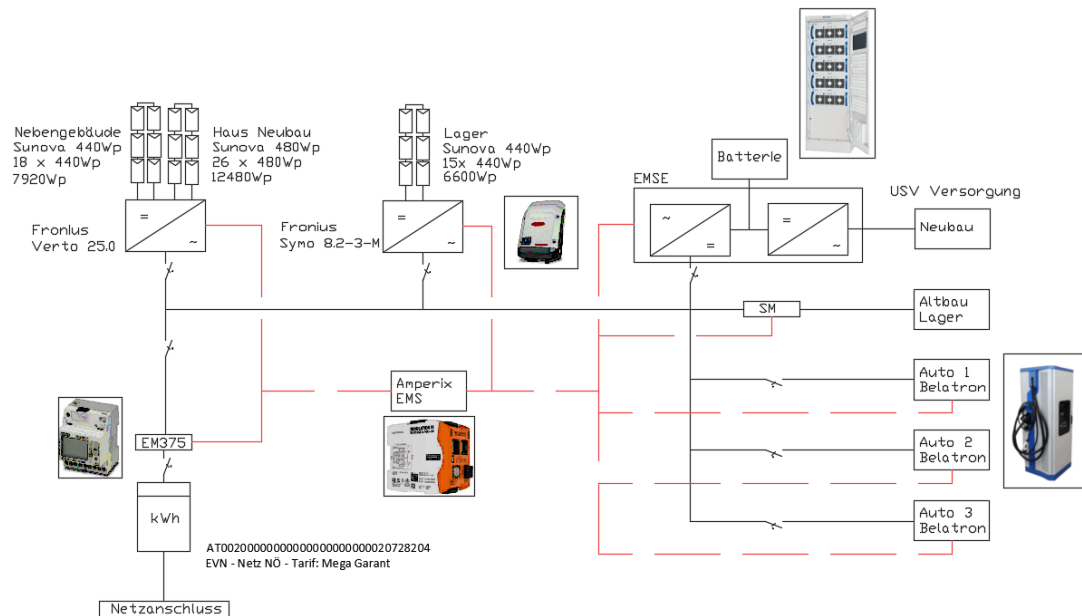 Nebengebäude
Sunova 440Wp
18 x 440Wp
7920Wp
Haus Neubau
Sunova 480Wp
26 x 480Wp
12480Wp
Lager
Sunova 440Wp
15x 440Wp
6600Wp
Batterie
EMSE
USV Versorgung
Neubau
Fronius
Verto 25.0
=
~
Fronius
Symo 8.2-3-M
=
~
~
=
=
~
SM
Altbau
Lager
Amperix
EMS
Auto 1
Belatron
EM375
Auto 2
Belatron
kWh
Auto 3
Belatron
AT0020000000000000000000020728204
EVN - Netz NÖ - Tarif: Mega Garant
Netzanschluss